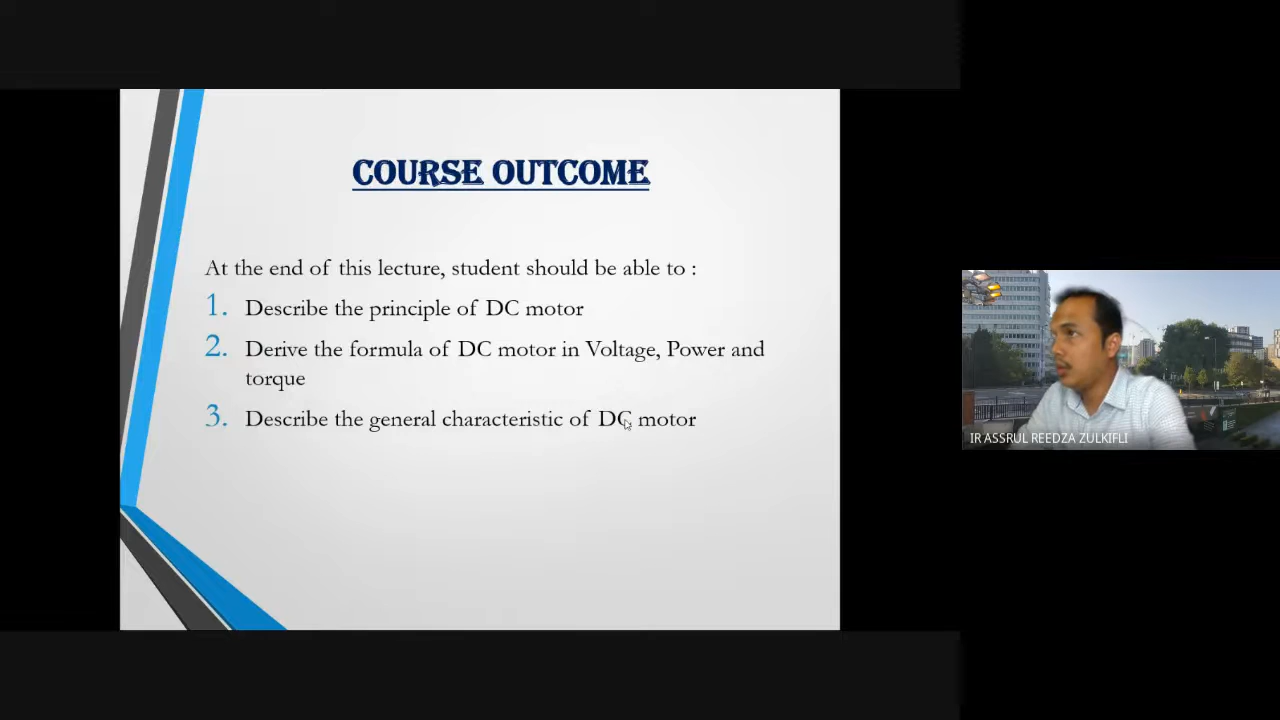 COURSE OUTCOME
At the end of this lecture, student should be able to :
1. Describe the principle of DC motor
2. Derive the formula of DC motor in Voltage, Power and
torque
3. Describe the general characteristic of DC motor
IR ASSRUL REEDZA ZULKIFLI